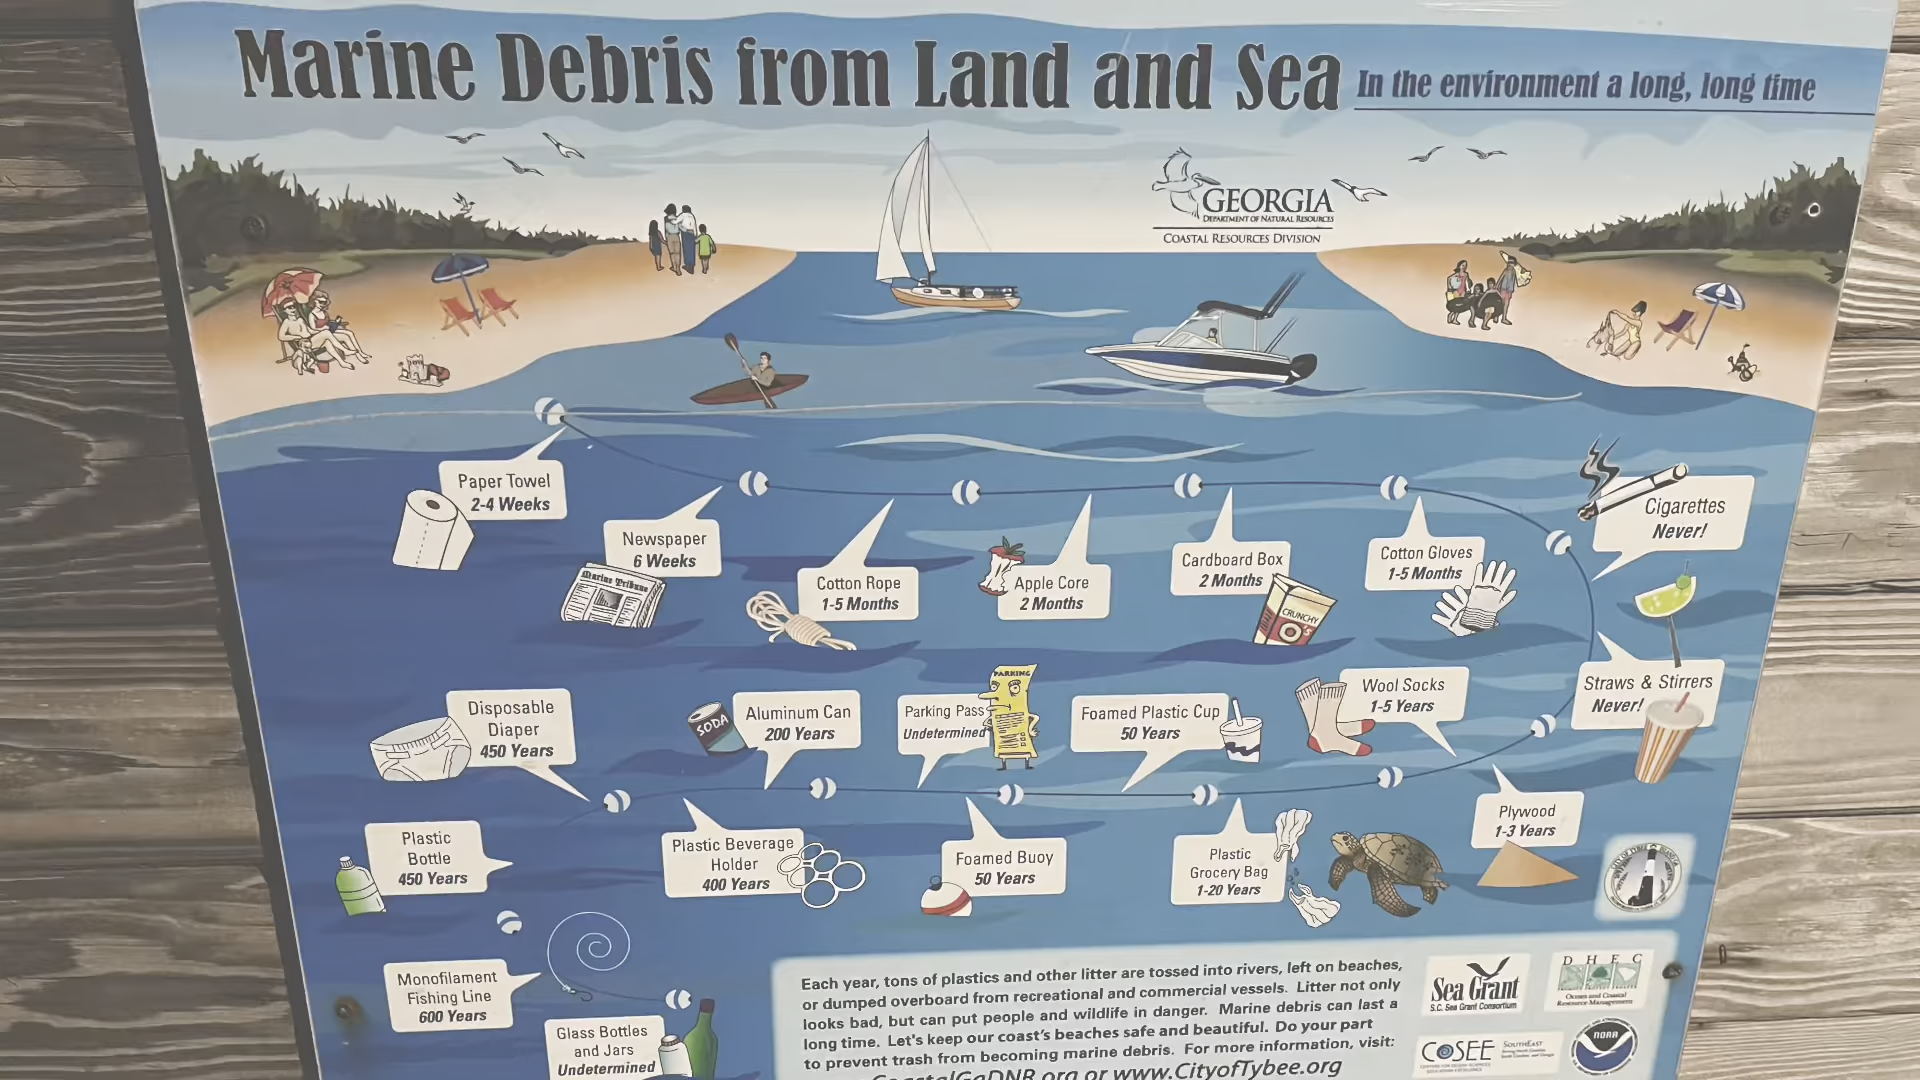 Marine Debris from Land and Sea
In the environment a long, long time
GEORGIA
DEPARTMENT OF NATURAL RESOURCES
COASTAL RESOURCES DIVISION
Paper Towel
2-4 Weeks
Newspaper
6 Weeks
Marine Tribune
Cotton Rope
1-5 Months
Apple Core
2 Months
Cardboard Box
2 Months
CRUNCHY
O's
Cotton Gloves
1-5 Months
Cigarettes
Never!
Straws & Stirrers
Never!
Wool Socks
1-5 Years
Foamed Plastic Cup
50 Years
PARKING
Parking Pass
Undetermined
Aluminum Can
200 Years
SODA
Disposable
Diaper
450 Years
Plastic
Bottle
450 Years
Plastic Beverage
Holder
400 Years
Foamed Buoy
50 Years
Plastic
Grocery Bag
1-20 Years
Plywood
1-3 Years
Monofilament
Fishing Line
600 Years
Glass Bottles
and Jars
Undetermined
Each year, tons of plastics and other litter are tossed into rivers, left on beaches,
or dumped overboard from recreational and commercial vessels. Litter not only
looks bad, but can put people and wildlife in danger. Marine debris can last a
long time. Let's keep our coast's beaches safe and beautiful. Do your part
to prevent trash from becoming marine debris. For more information, visit:
CoastalGaDNR.org or www.CityofTybee.org
Sea Grant
S.C. Sea Grant Consortium
D H E C
Ocean and Coastal
Resource Management
COSEE
SOUTHEAST
NOAA